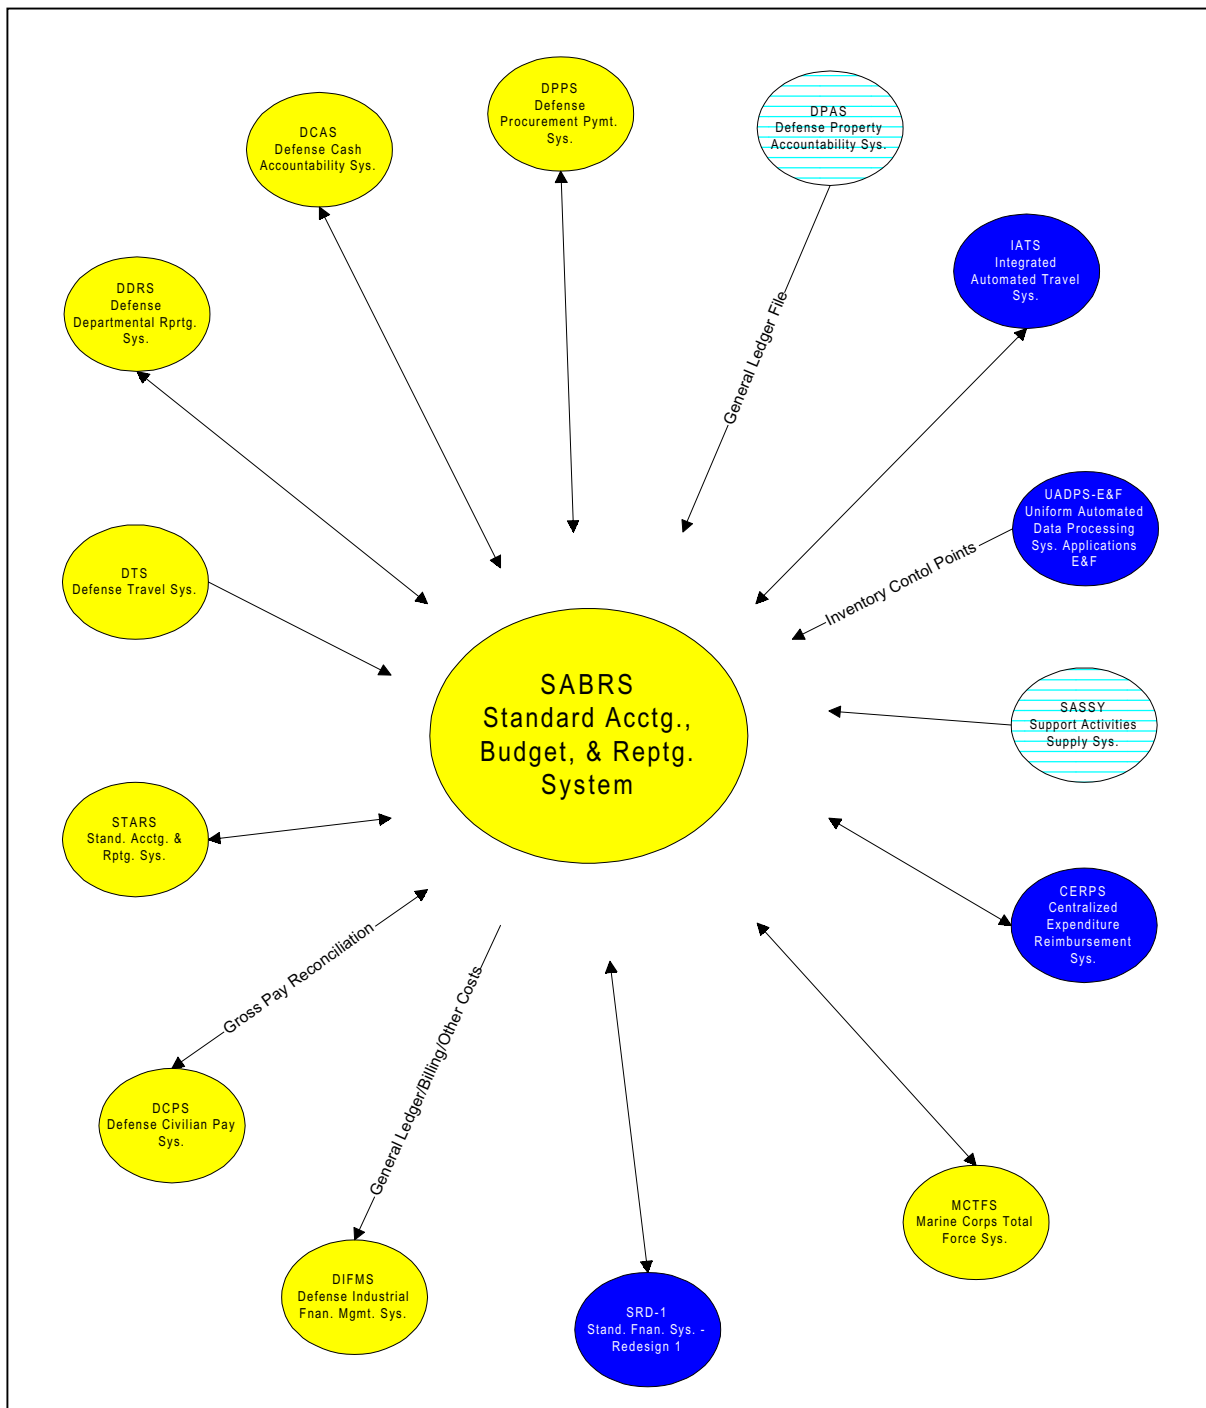 DPPS
Defense
Procurement Pymt.
Sys.
DPAS
Defense Property
Accountability Sys.
DCAS
Defense Cash
Accountability Sys.
IATS
Integrated
Automated Travel
Sys.
DDRS
Defense
Departmental Rprtg.
Sys.
General Ledger File
UADPS-E&F
Uniform Automated
Data Processing
Sys. Applications
E&F
Inventory Contol Points
DTS
Defense Travel Sys.
SABRS
Standard Acctg.,
Budget, & Reptg.
System
SASSY
Support Activities
Supply Sys.
STARS
Stand. Acctg. &
Rptg. Sys.
CERPS
Centralized
Expenditure
Reimbursement
Sys.
Gross Pay Reconciliation
General Ledger/Billing/Other Costs
DCPS
Defense Civilian Pay
Sys.
MCTFS
Marine Corps Total
Force Sys.
DIFMS
Defense Industrial
Fnan. Mgmt. Sys.
SRD-1
Stand. Fnan. Sys. -
Redesign 1